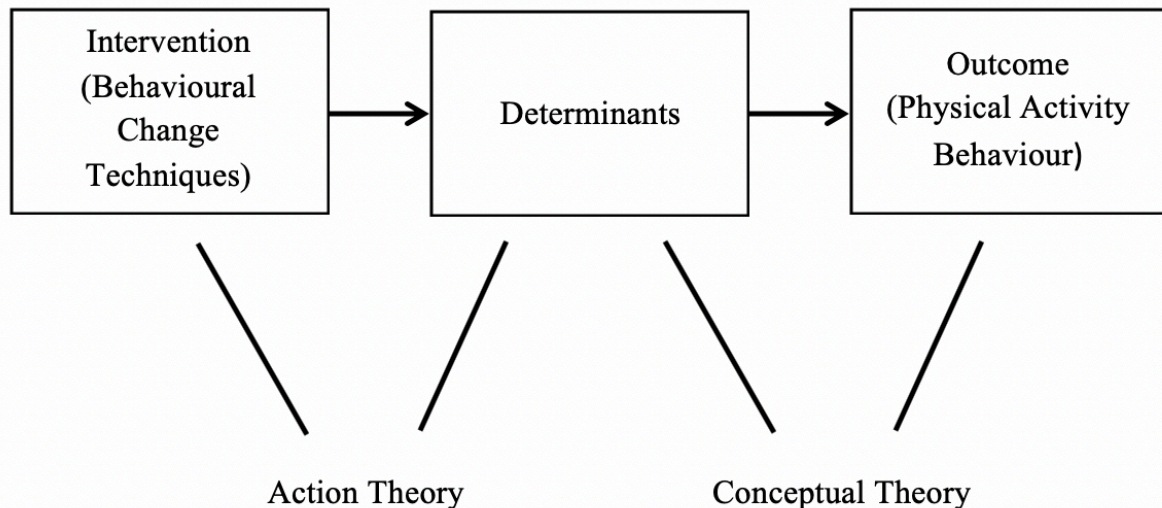 Intervention
(Behavioural
Change
Techniques)
Determinants
Outcome
(Physical Activity
Behaviour)
Action Theory
Conceptual Theory